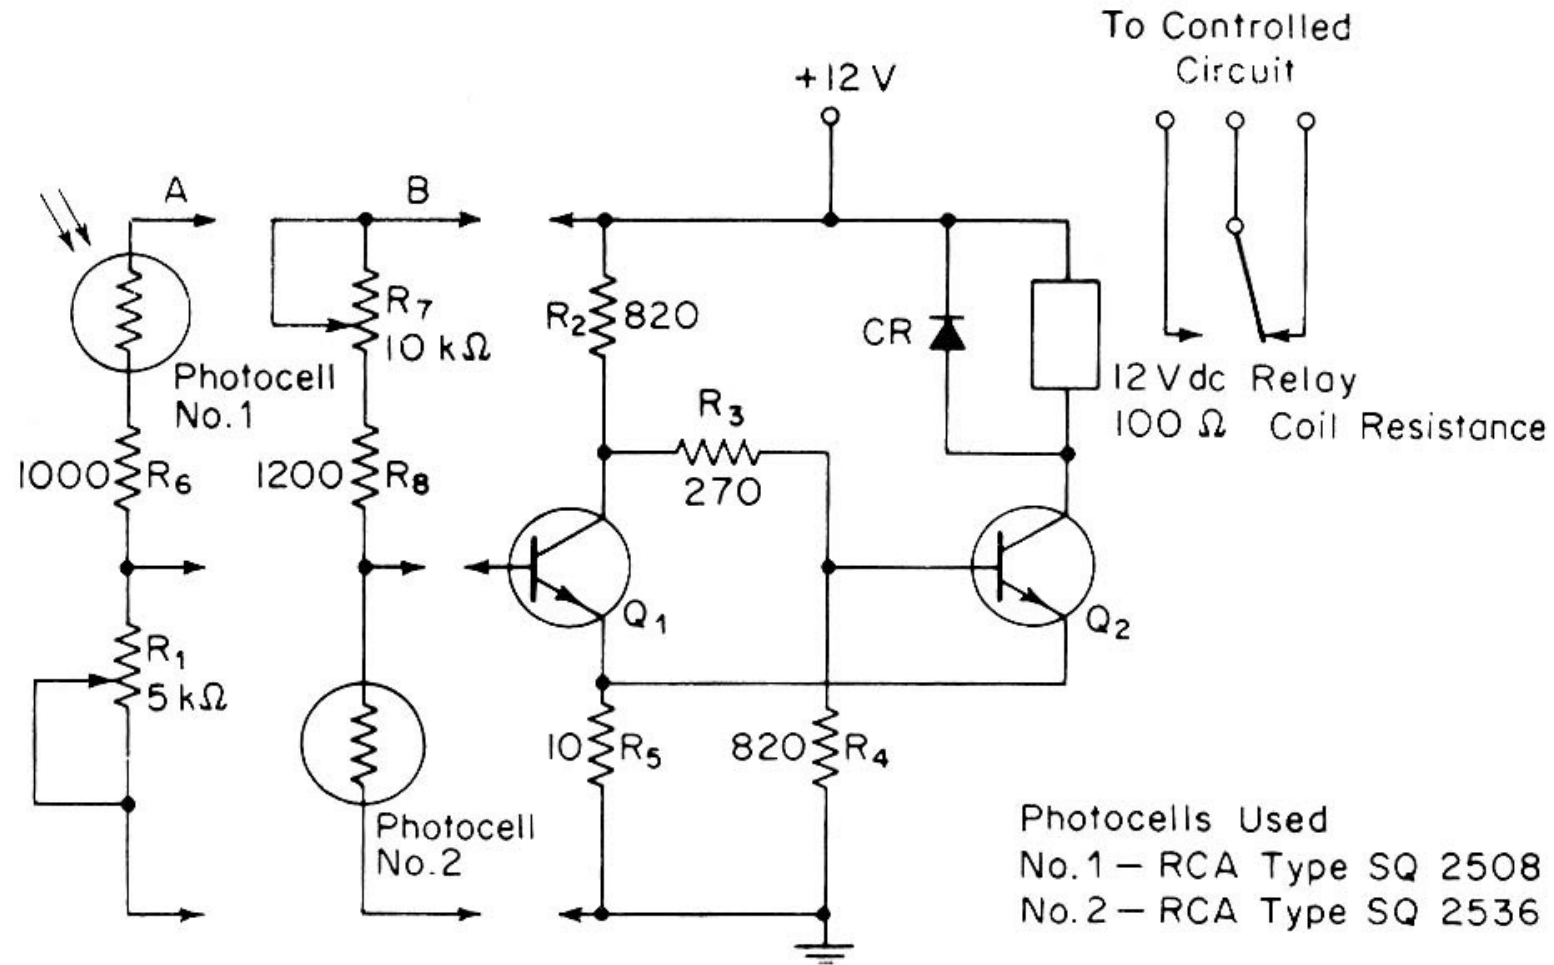 To Controlled
Circuit
+12 V
A
B
R7
10 kΩ
R2 820
CR
Photocell
No. 1
12 Vdc Relay
100 Ω Coil Resistance
R3
270
1000 R6
1200 R8
Q1
Q2
R1
5 kΩ
10 R5
820 R4
Photocell
No. 2
Photocells Used
No. 1 – RCA Type SQ 2508
No. 2 – RCA Type SQ 2536